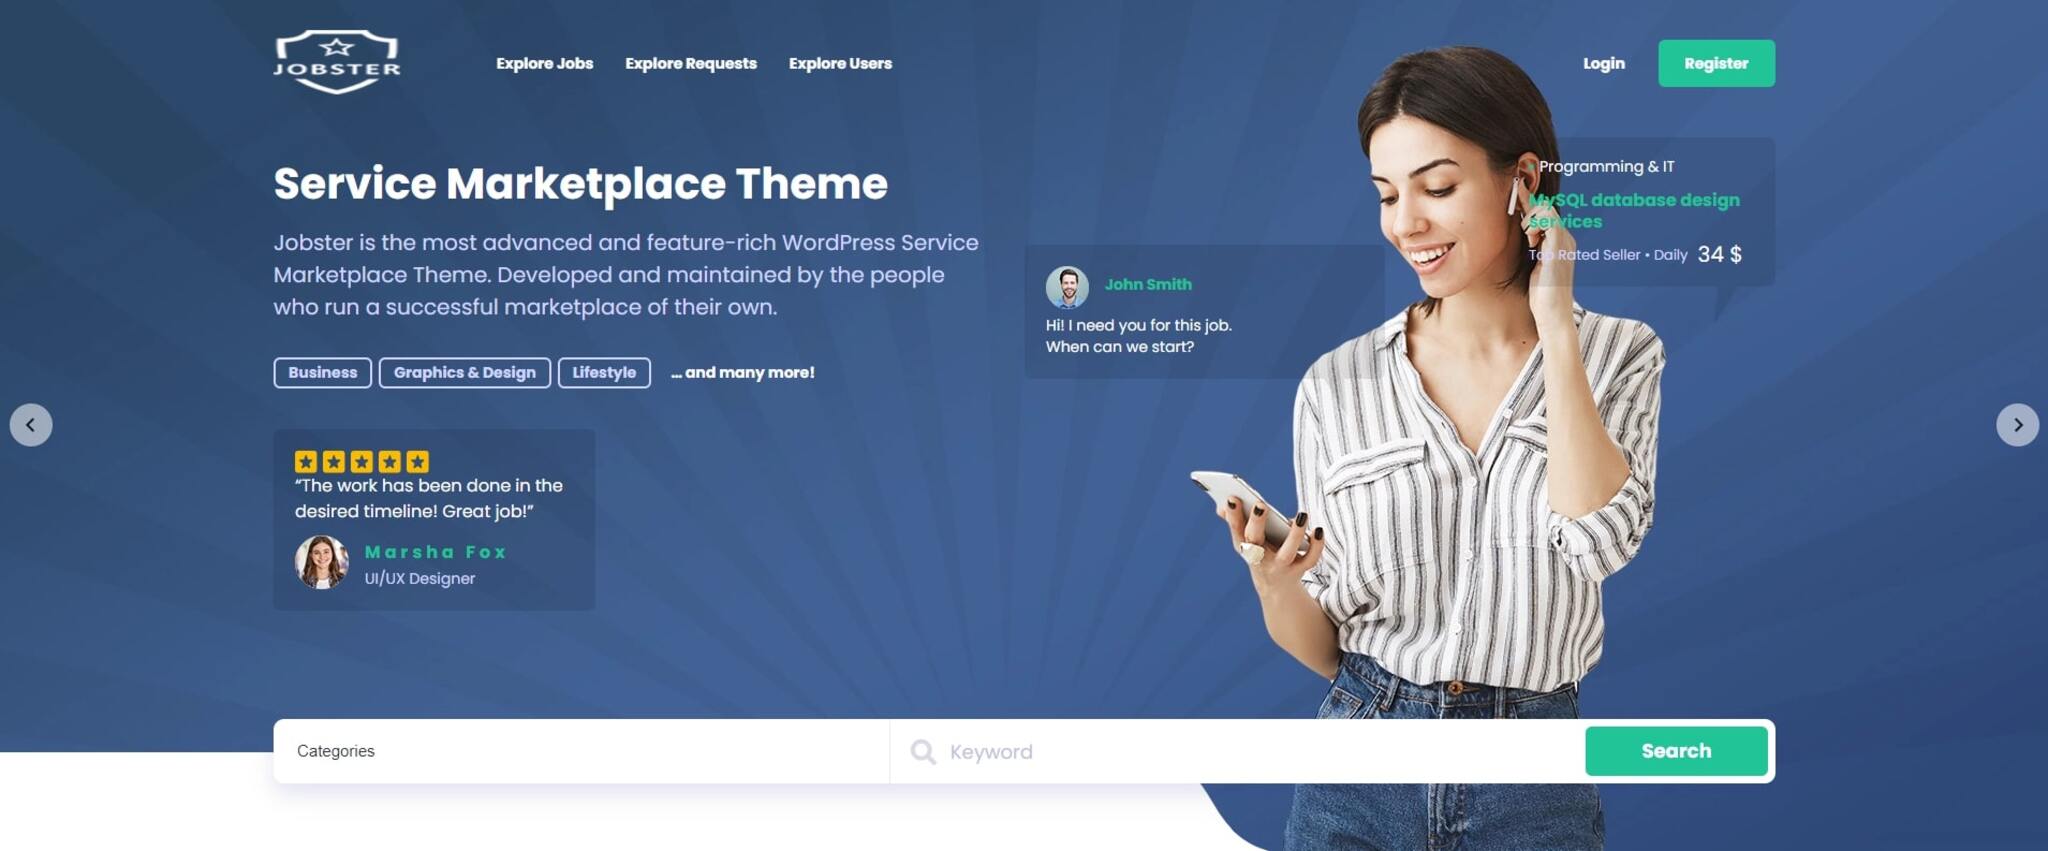 JOBSTER
Explore Jobs
Explore Requests
Explore Users
Login
Register
Service Marketplace Theme
Jobster is the most advanced and feature-rich WordPress Service
Marketplace Theme. Developed and maintained by the people
who run a successful marketplace of their own.
Business
Graphics & Design
Lifestyle
... and many more!
“The work has been done in the
desired timeline! Great job!”
Marsha Fox
UI/UX Designer
John Smith
Hi! I need you for this job.
When can we start?
Programming & IT
MySQL database design
services
Top Rated Seller • Daily 34 $
Categories
Keyword
Search